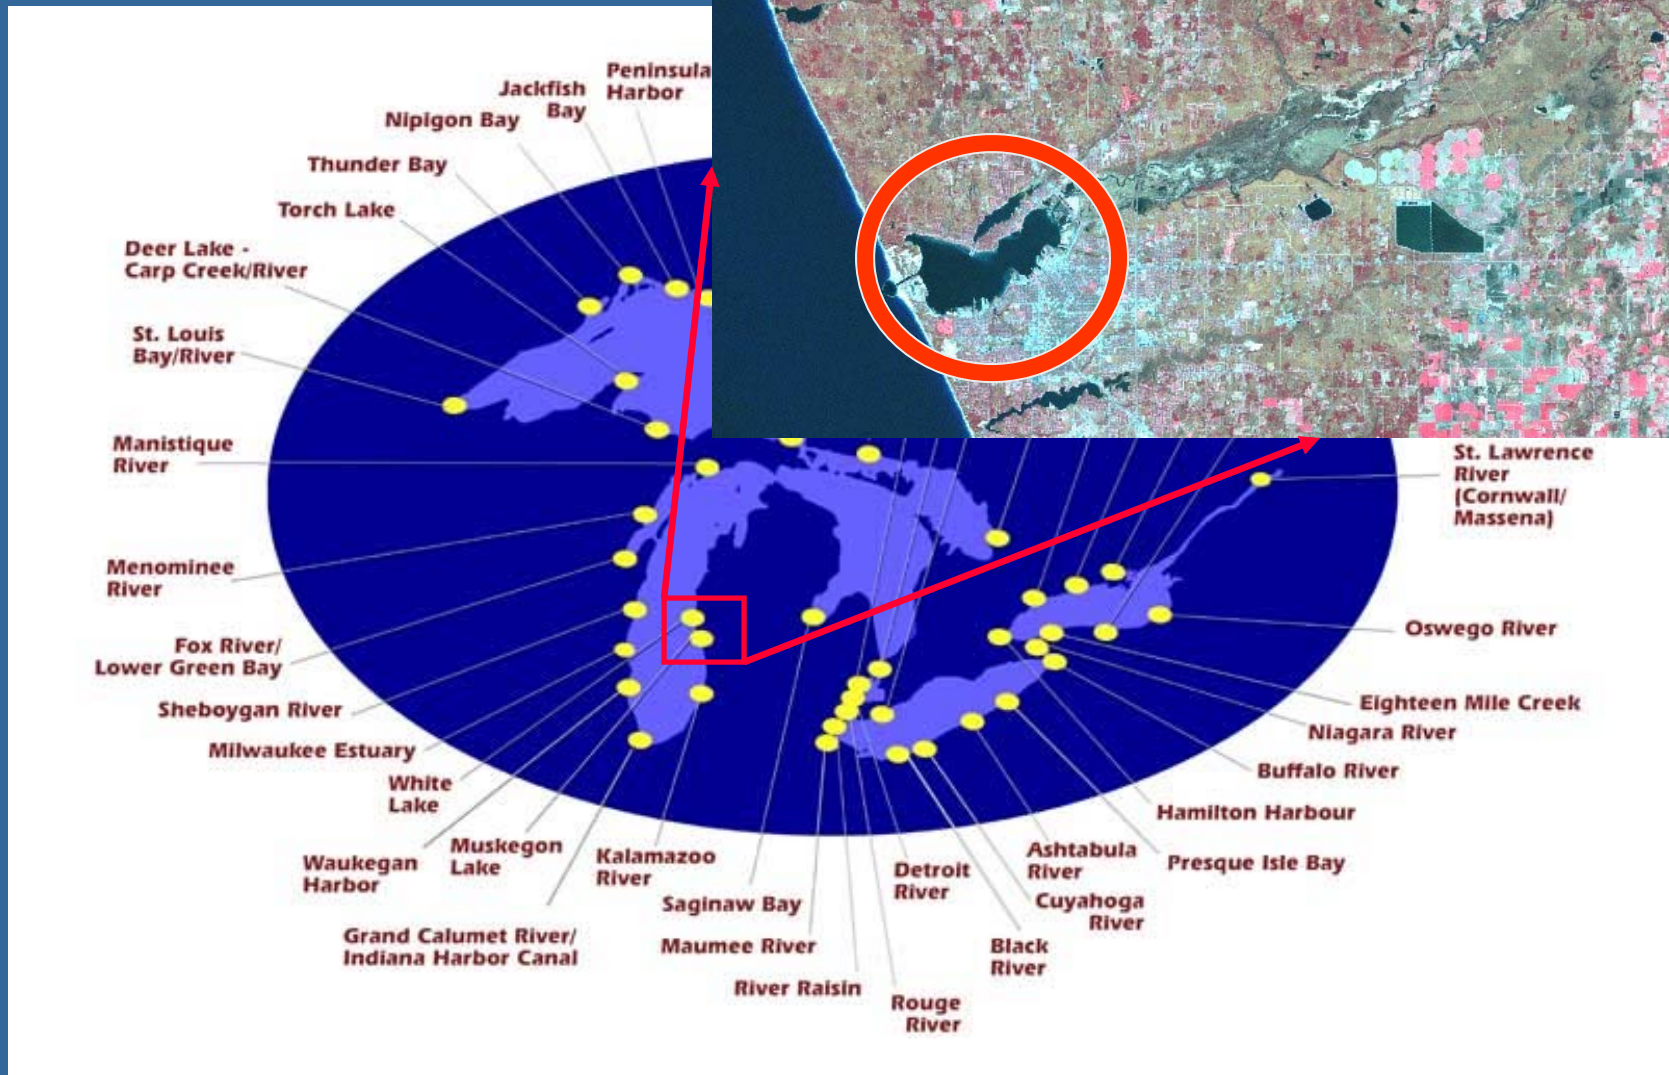 Peninsula
Harbor
Jackfish
Bay
Nipigon Bay
Thunder Bay
Torch Lake
Deer Lake -
Carp Creek/River
St. Louis
Bay/River
Manistique
River
Menominee
River
Fox River/
Lower Green Bay
Sheboygan River
Milwaukee Estuary
White
Lake
Waukegan
Harbor
Muskegon
Lake
Grand Calumet River/
Indiana Harbor Canal
Kalamazoo
River
Saginaw Bay
Maumee River
River Raisin
Rouge
River
Detroit
River
Black
River
Cuyahoga
River
Ashtabula
River
Presque Isle Bay
Hamilton Harbour
Buffalo River
Niagara River
Eighteen Mile Creek
Oswego River
St. Lawrence
River
(Cornwall/
Massena)